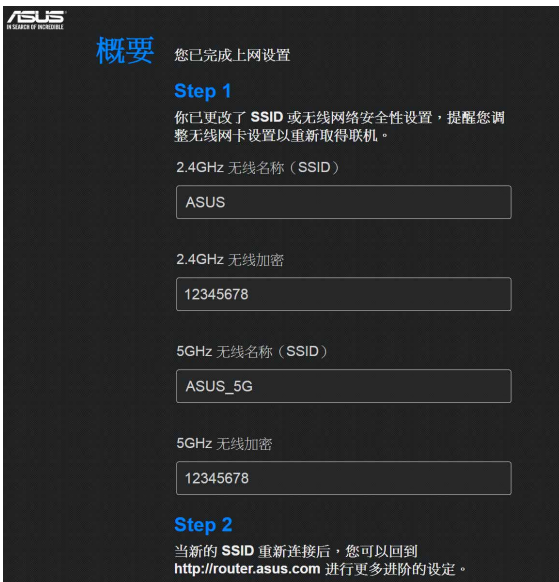 ASUS
IN SEARCH OF INCREDIBLE
概要
您已完成上网设置
Step 1
你已更改了 SSID 或无线网络安全性设置，提醒您调
整无线网卡设置以重新取得联机。
2.4GHz 无线名称（SSID）
ASUS
2.4GHz 无线加密
12345678
5GHz 无线名称（SSID）
ASUS_5G
5GHz 无线加密
12345678
Step 2
当新的 SSID 重新连接后，您可以回到
http://router.asus.com 进行更多进阶的设定。